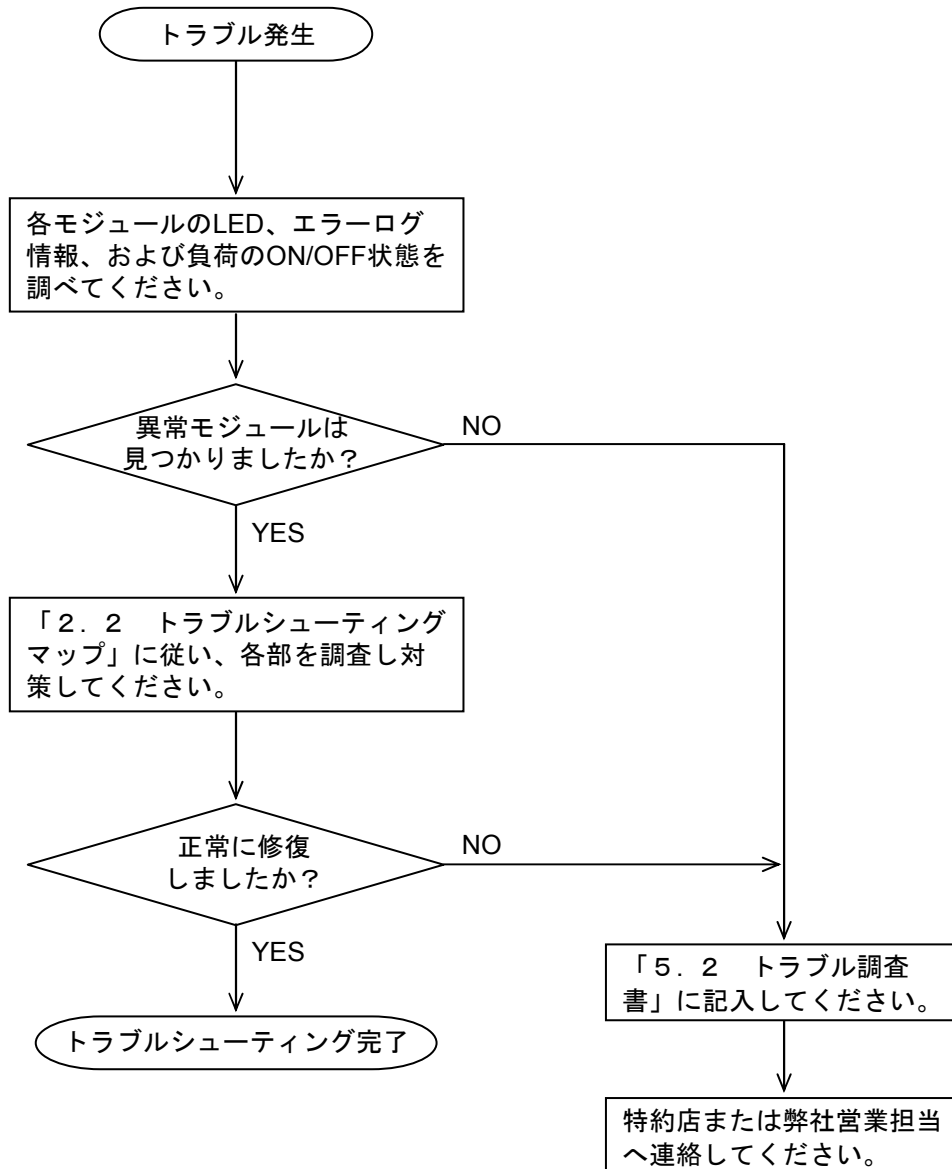 トラブル発生
各モジュールのLED、エラーログ
情報、および負荷のON/OFF状態を
調べてください。
異常モジュールは
見つかりましたか？
NO
YES
「２．２　トラブルシューティング
マップ」に従い、各部を調査し対
策してください。
正常に修復
しましたか？
NO
YES
トラブルシューティング完了
「５．２　トラブル調査
書」に記入してください。
特約店または弊社営業担当
へ連絡してください。